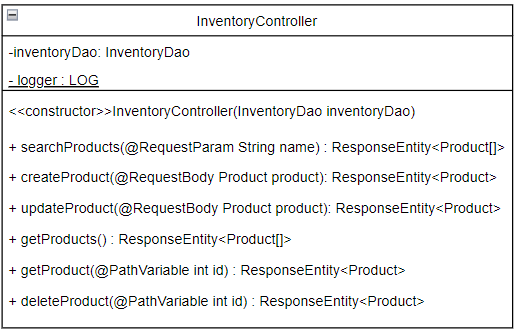 InventoryController
-inventoryDao: InventoryDao
- logger : LOG
<<constructor>>InventoryController(InventoryDao inventoryDao)
+ searchProducts(@RequestParam String name) : ResponseEntity<Product[]>
+ createProduct(@RequestBody Product product): ResponseEntity<Product>
+ updateProduct(@RequestBody Product product): ResponseEntity<Product>
+ getProducts() : ResponseEntity<Product[]>
+ getProduct(@PathVariable int id) : ResponseEntity<Product>
+ deleteProduct(@PathVariable int id) : ResponseEntity<Product>